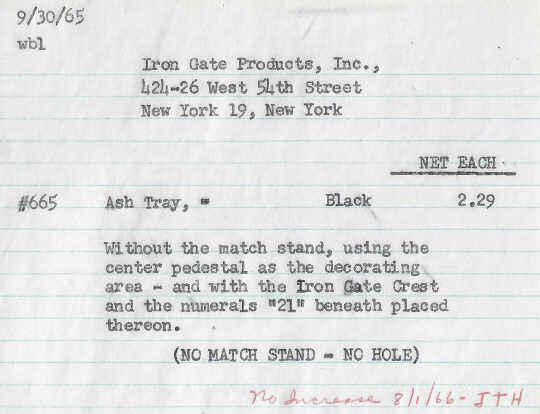 9/30/65
wbl
Iron Gate Products, Inc.,
424-26 West 54th Street
New York 19, New York
NET EACH
#665 Ash Tray, - Black 2.29
Without the match stand, using the
center pedestal as the decorating
area - and with the Iron Gate Crest
and the numerals "21" beneath placed
thereon.
(NO MATCH STAND - NO HOLE)
No Increase 8/1/66 - JTH